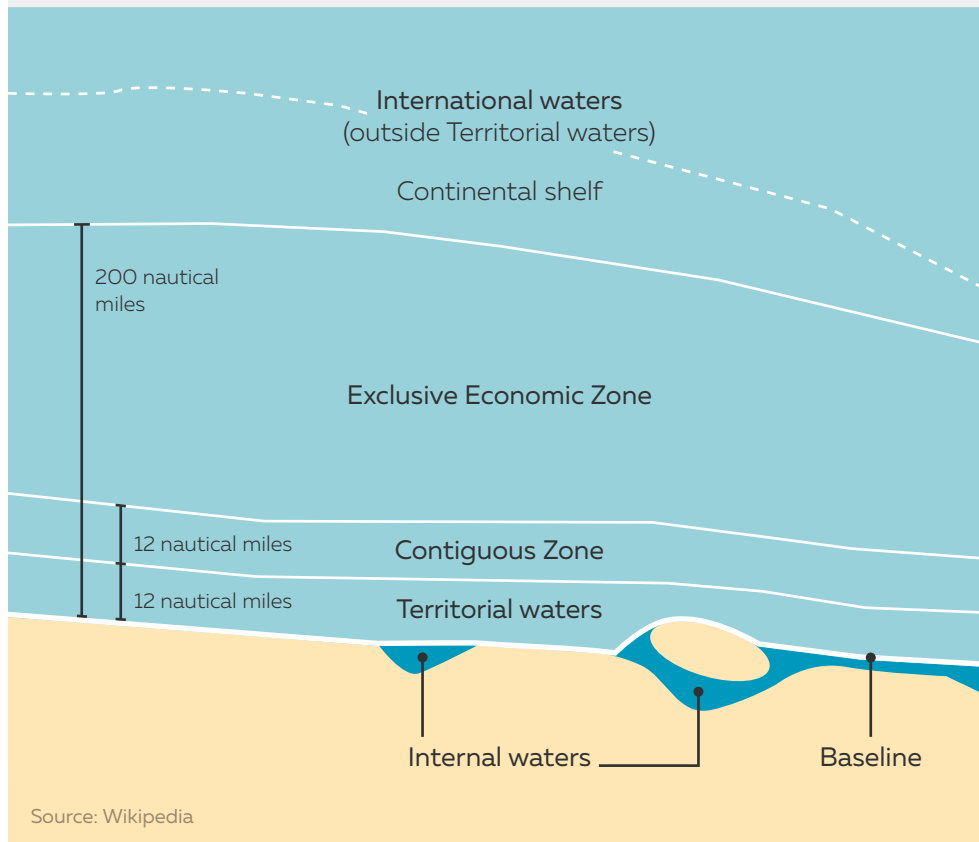 International waters
(outside Territorial waters)
Continental shelf
200 nautical
miles
Exclusive Economic Zone
12 nautical miles
Contiguous Zone
12 nautical miles
Territorial waters
Internal waters
Baseline
Source: Wikipedia